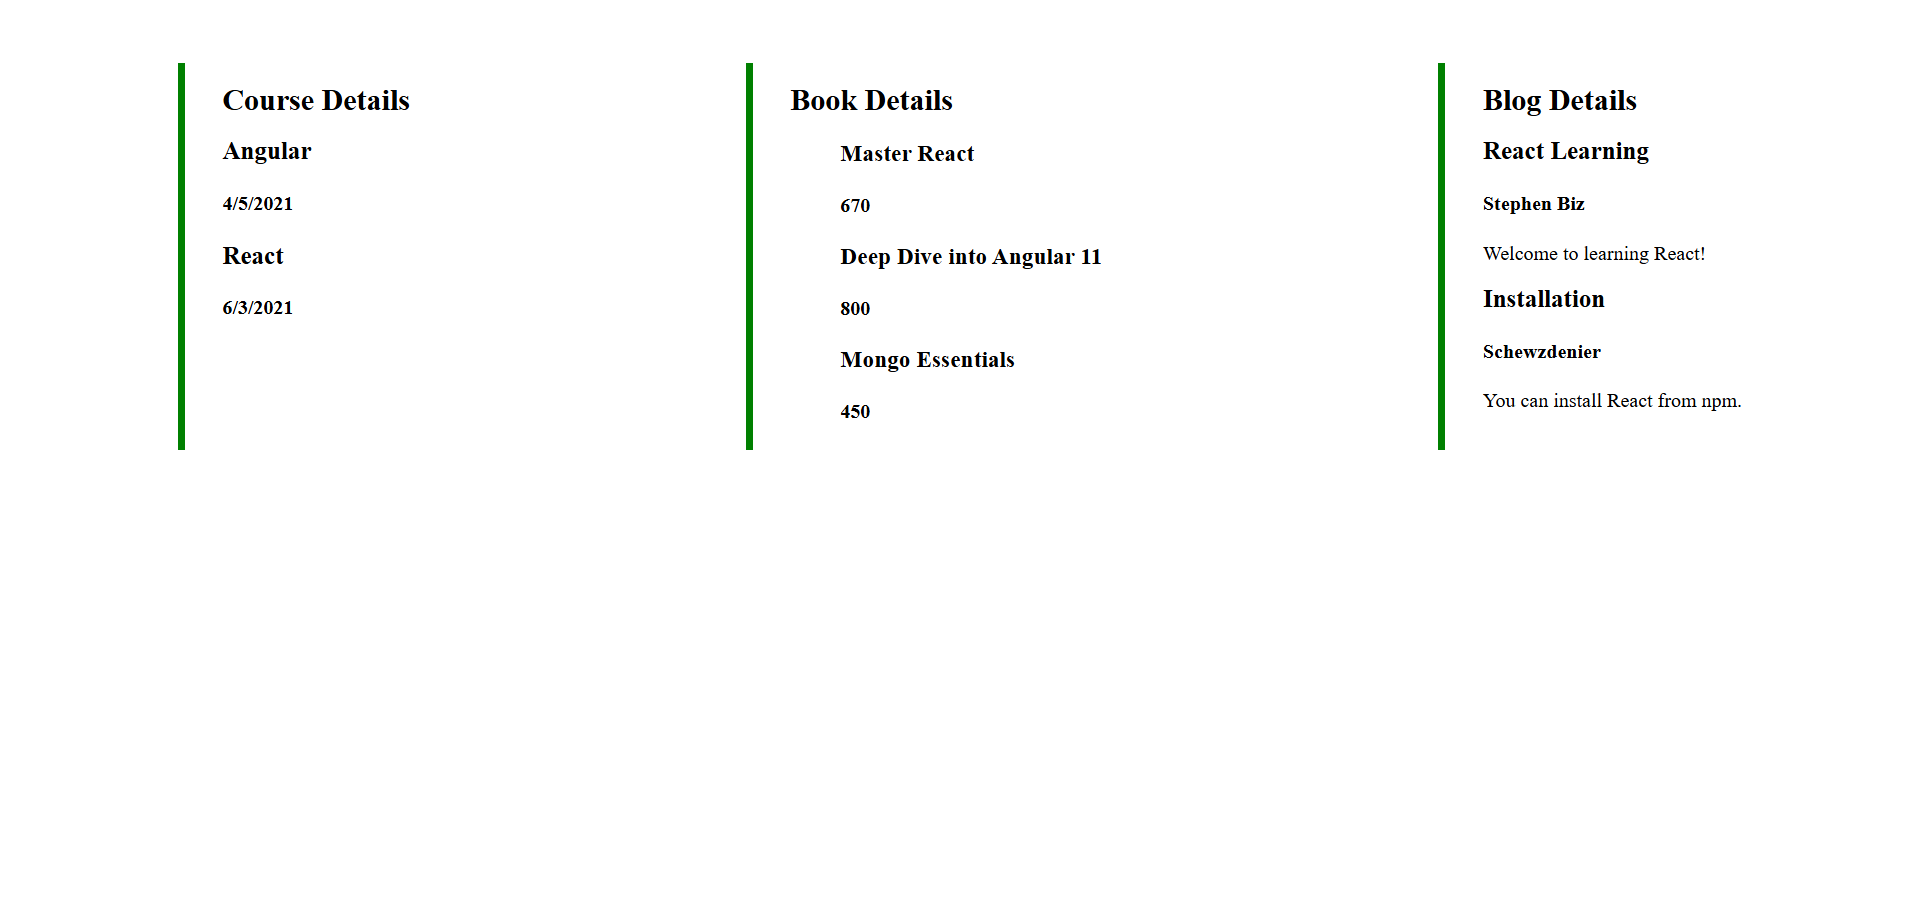 Course Details
Angular
4/5/2021
React
6/3/2021
Book Details
Master React
670
Deep Dive into Angular 11
800
Mongo Essentials
450
Blog Details
React Learning
Stephen Biz
Welcome to learning React!
Installation
Schewzdenier
You can install React from npm.